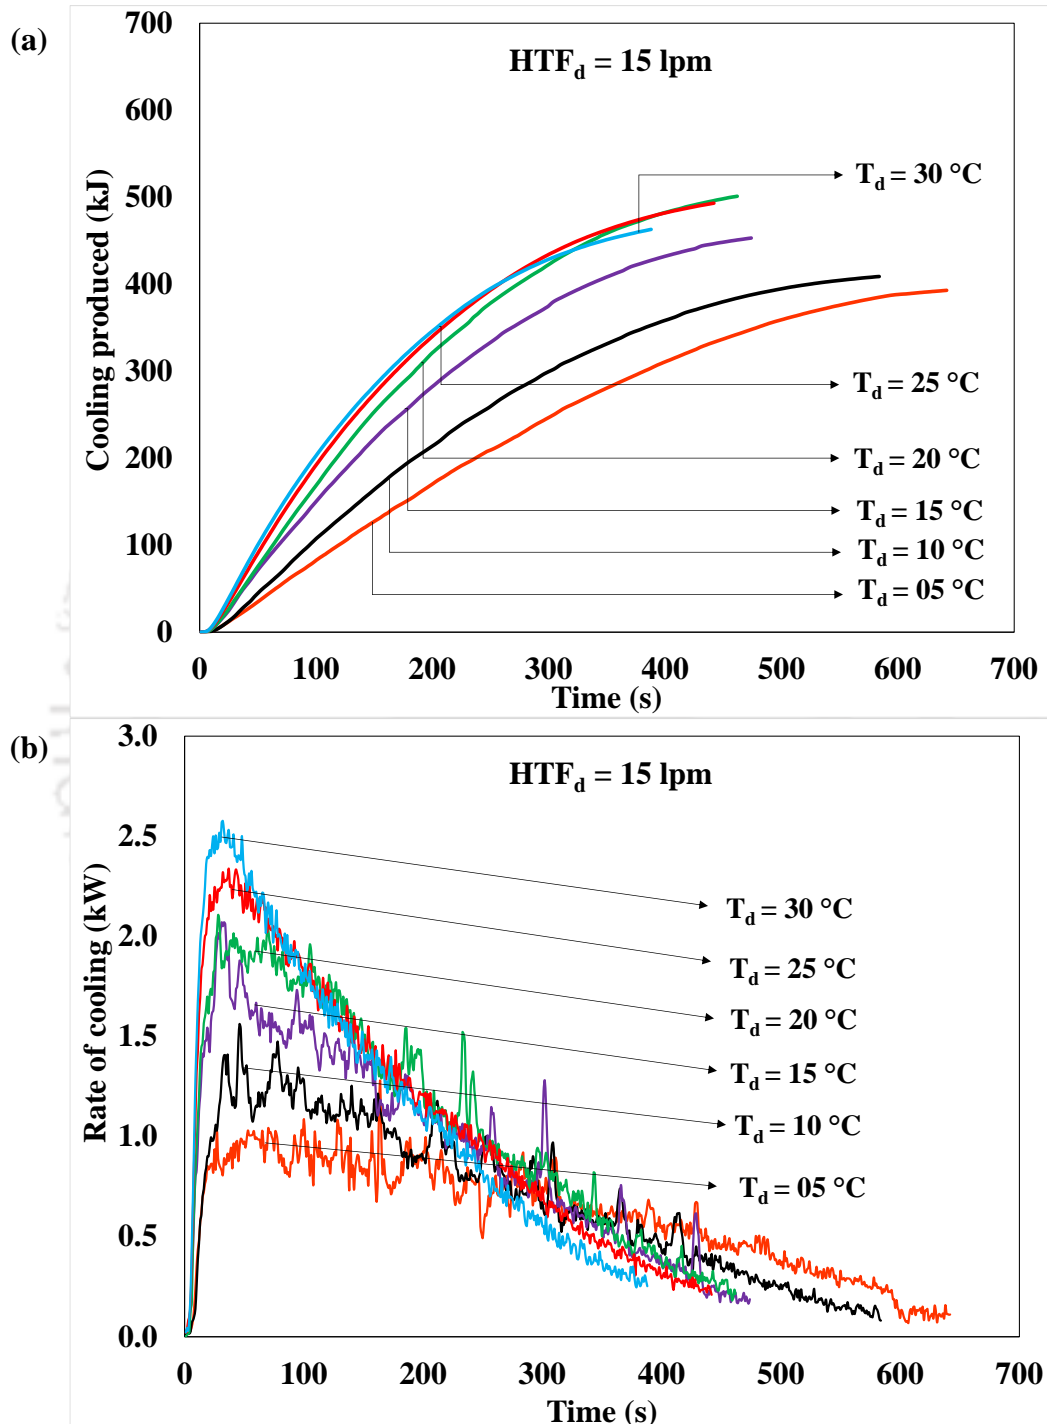 (a)
700
HTFd = 15 lpm
600
500
Td = 30 °C
400
Td = 25 °C
300
Td = 20 °C
200
Td = 15 °C
Td = 10 °C
100
Td = 05 °C
0
Cooling produced (kJ)
0 100 200 300 400 500 600 700
Time (s)
(b)
3.0
HTFd = 15 lpm
2.5
Td = 30 °C
2.0
Td = 25 °C
Td = 20 °C
1.5
Td = 15 °C
Td = 10 °C
1.0
Td = 05 °C
0.5
0.0
Rate of cooling (kW)
0 100 200 300 400 500 600 700
Time (s)